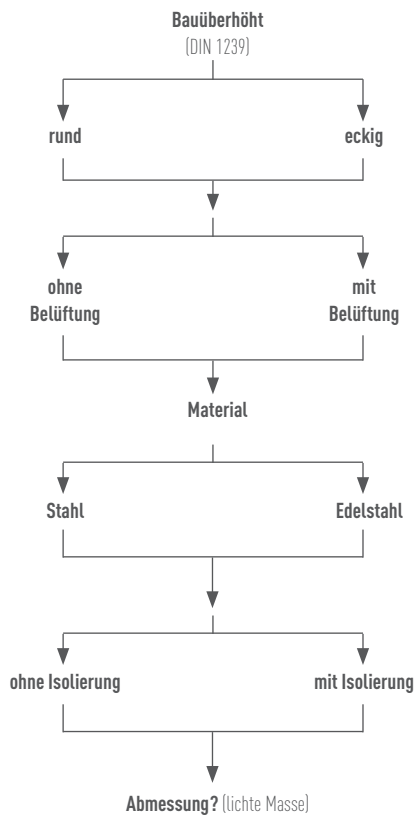 Bauüberhöht
(DIN 1239)
rund
eckig
ohne
Belüftung
mit
Belüftung
Material
Stahl
Edelstahl
ohne Isolierung
mit Isolierung
Abmessung? (lichte Masse)